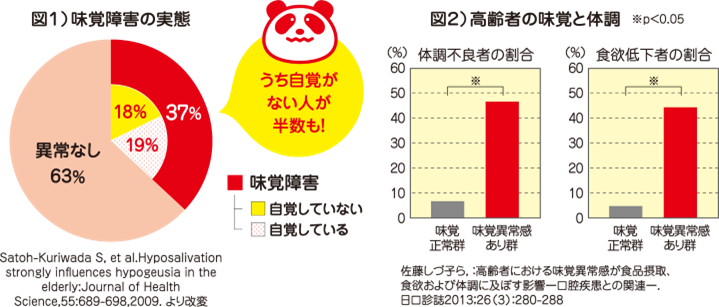 図1）味覚障害の実態
うち自覚が
ない人が
半数も!
18%
37%
19%
異常なし
63%
味覚障害
自覚していない
自覚している
Satoh-Kuriwada S, et al.Hyposalivation
strongly influences hypogeusia in the
elderly:Journal of Health
Science,55:689-698,2009. より改変
図2）高齢者の味覚と体調 ※p<0.05
(%) 体調不良者の割合
60
50
40
30
20
10
0
※
味覚
正常群
味覚異常感
あり群
(%) 食欲低下者の割合
60
50
40
30
20
10
0
※
味覚
正常群
味覚異常感
あり群
佐藤しづ子ら,:高齢者における味覚異常感が食品摂取、
食欲および体調に及ぼす影響ー口腔疾患との関連ー.
日口診誌2013:26(3):280-288